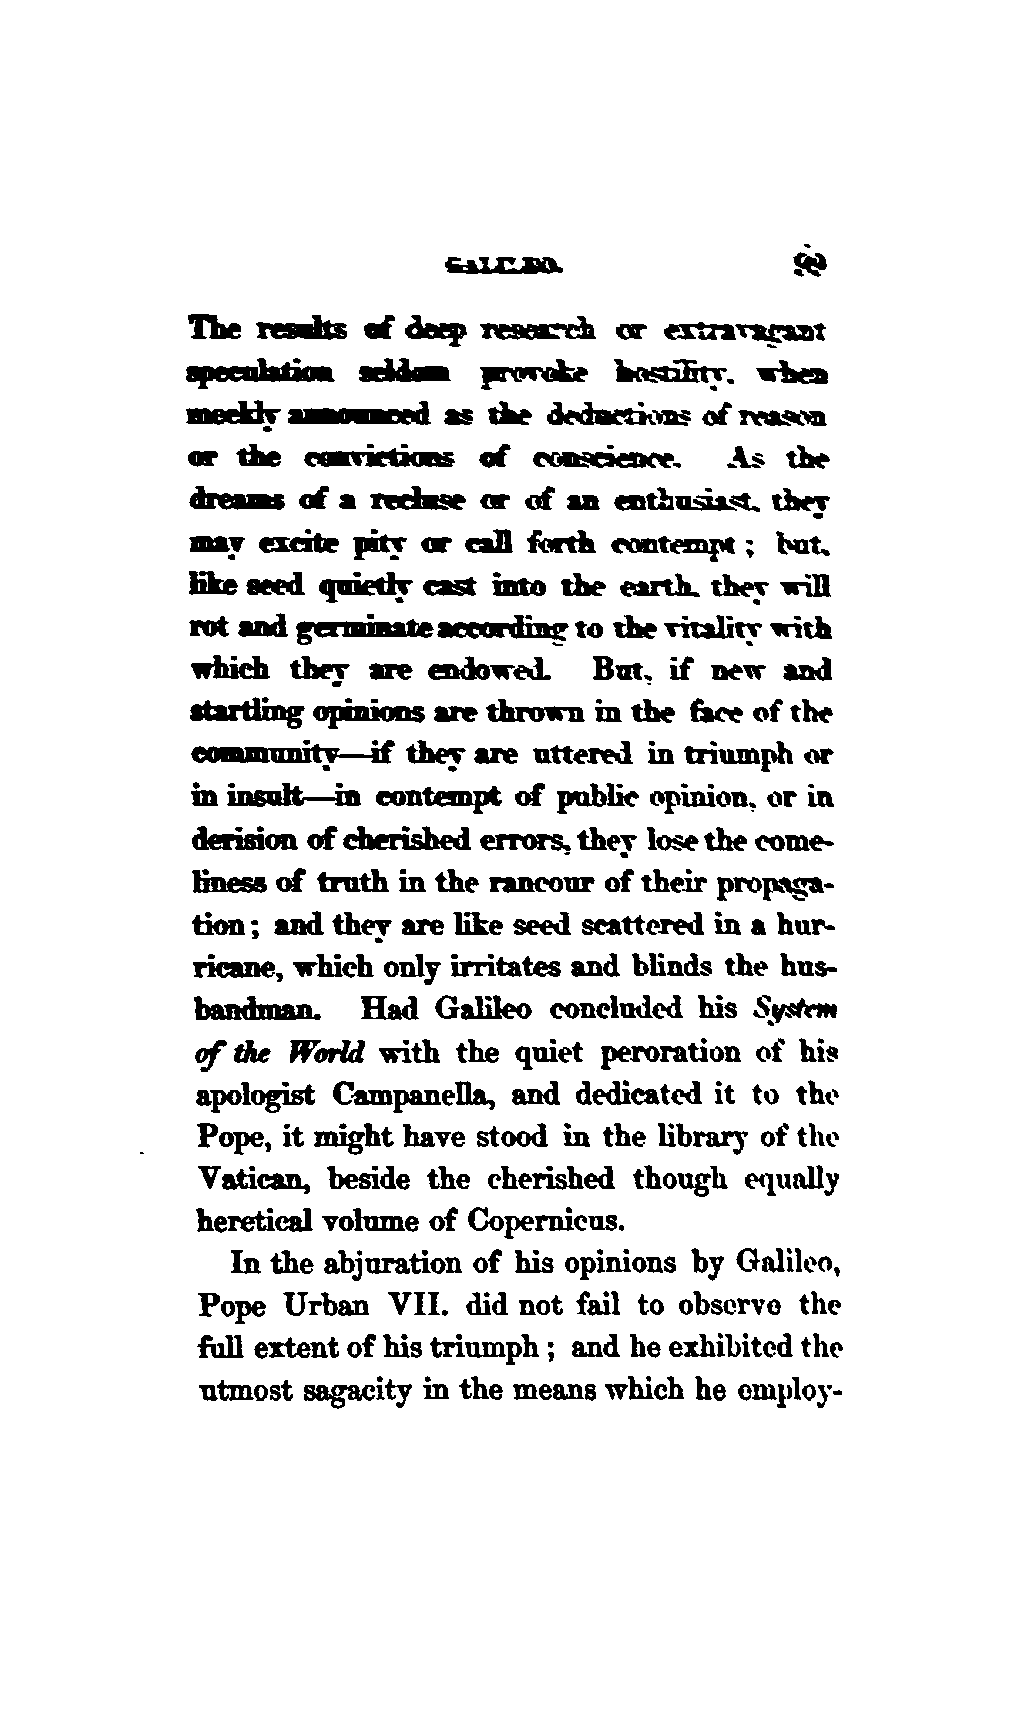 GALILEO. 99
The results of deep research or extravagant
speculation seldom provoke hostility, when
meekly announced as the deductions of reason
or the convictions of conscience. As the
dreams of a recluse or of an enthusiast, they
may excite pity or call forth contempt ; but,
like seed quietly cast into the earth, they will
rot and germinate according to the vitality with
which they are endowed. But, if new and
startling opinions are thrown in the face of the
community—if they are uttered in triumph or
in insult—in contempt of public opinion, or in
derision of cherished errors, they lose the come-
liness of truth in the rancour of their propaga-
tion ; and they are like seed scattered in a hur-
ricane, which only irritates and blinds the hus-
bandman. Had Galileo concluded his System
of the World with the quiet peroration of his
apologist Campanella, and dedicated it to the
Pope, it might have stood in the library of the
Vatican, beside the cherished though equally
heretical volume of Copernicus.
In the abjuration of his opinions by Galileo,
Pope Urban VII. did not fail to observe the
full extent of his triumph ; and he exhibited the
utmost sagacity in the means which he employ-